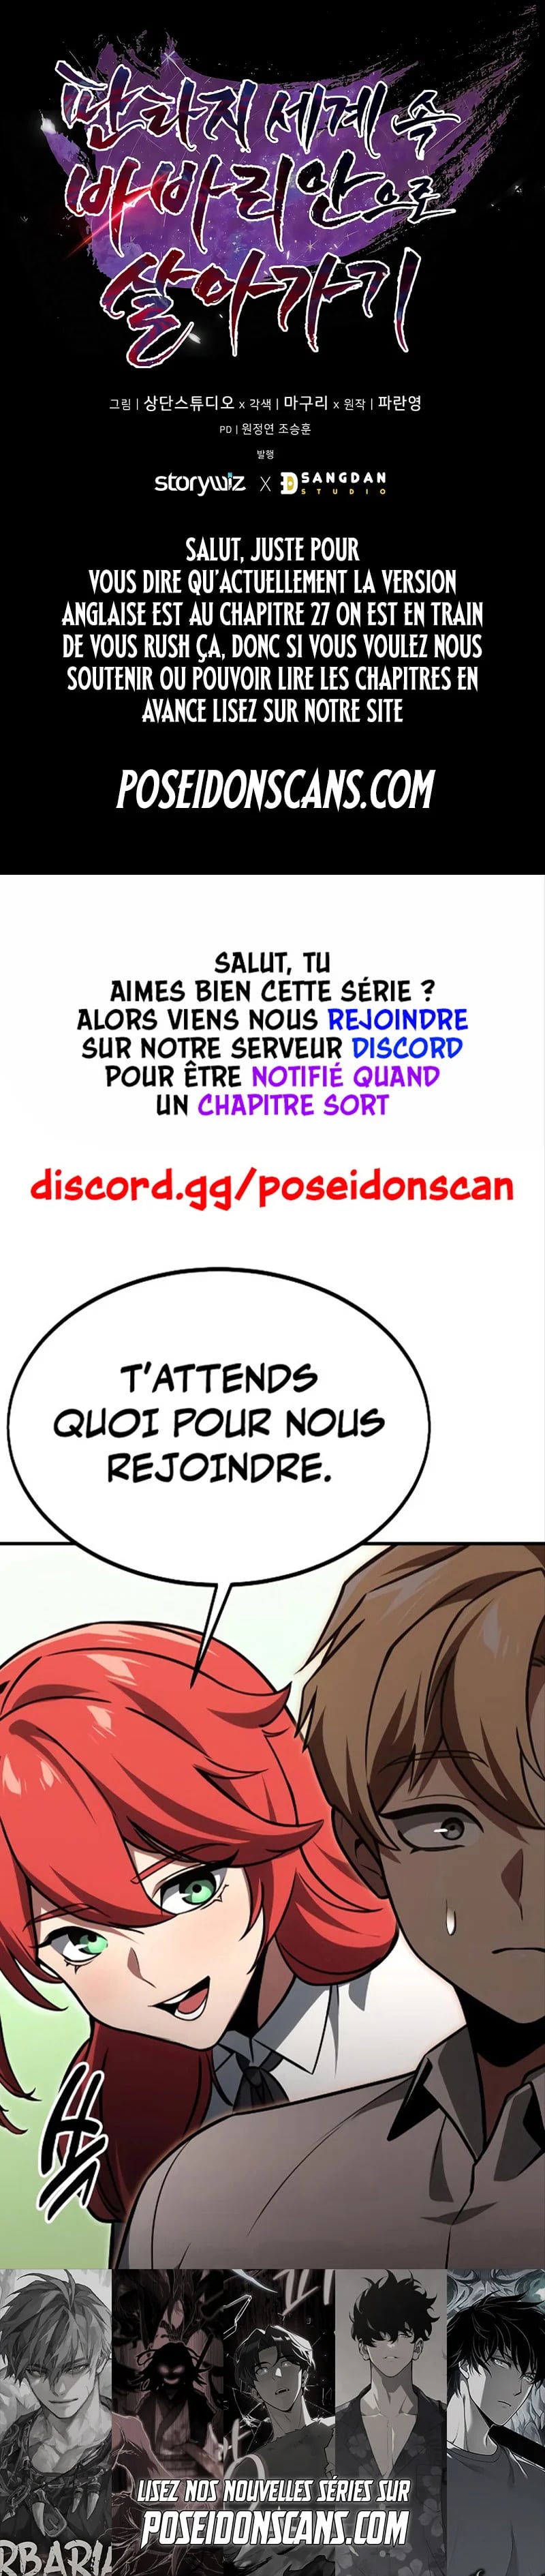 판타지 세계 속
바바리안으로
살아가기
그림 | 상단스튜디오 x 각색 | 마구리 x 원작 | 파란영
PD | 원정연 조승훈
발행
storywiz X SANGDAN
STUDIO
SALUT, JUSTE POUR
VOUS DIRE QU'ACTUELLEMENT LA VERSION
ANGLAISE EST AU CHAPITRE 27 ON EST EN TRAIN
DE VOUS RUSH ÇA, DONC SI VOUS VOULEZ NOUS
SOUTENIR OU POUVOIR LIRE LES CHAPITRES EN
AVANCE LISEZ SUR NOTRE SITE
POSEIDONSCANS.COM
SALUT, TU
AIMES BIEN CETTE SÉRIE ?
ALORS VIENS NOUS REJOINDRE
SUR NOTRE SERVEUR DISCORD
POUR ÊTRE NOTIFIÉ QUAND
UN CHAPITRE SORT
discord.gg/poseidonscan
T'ATTENDS
QUOI POUR NOUS
REJOINDRE.
LISEZ NOS NOUVELLES SÉRIES SUR
POSEIDONSCANS.COM